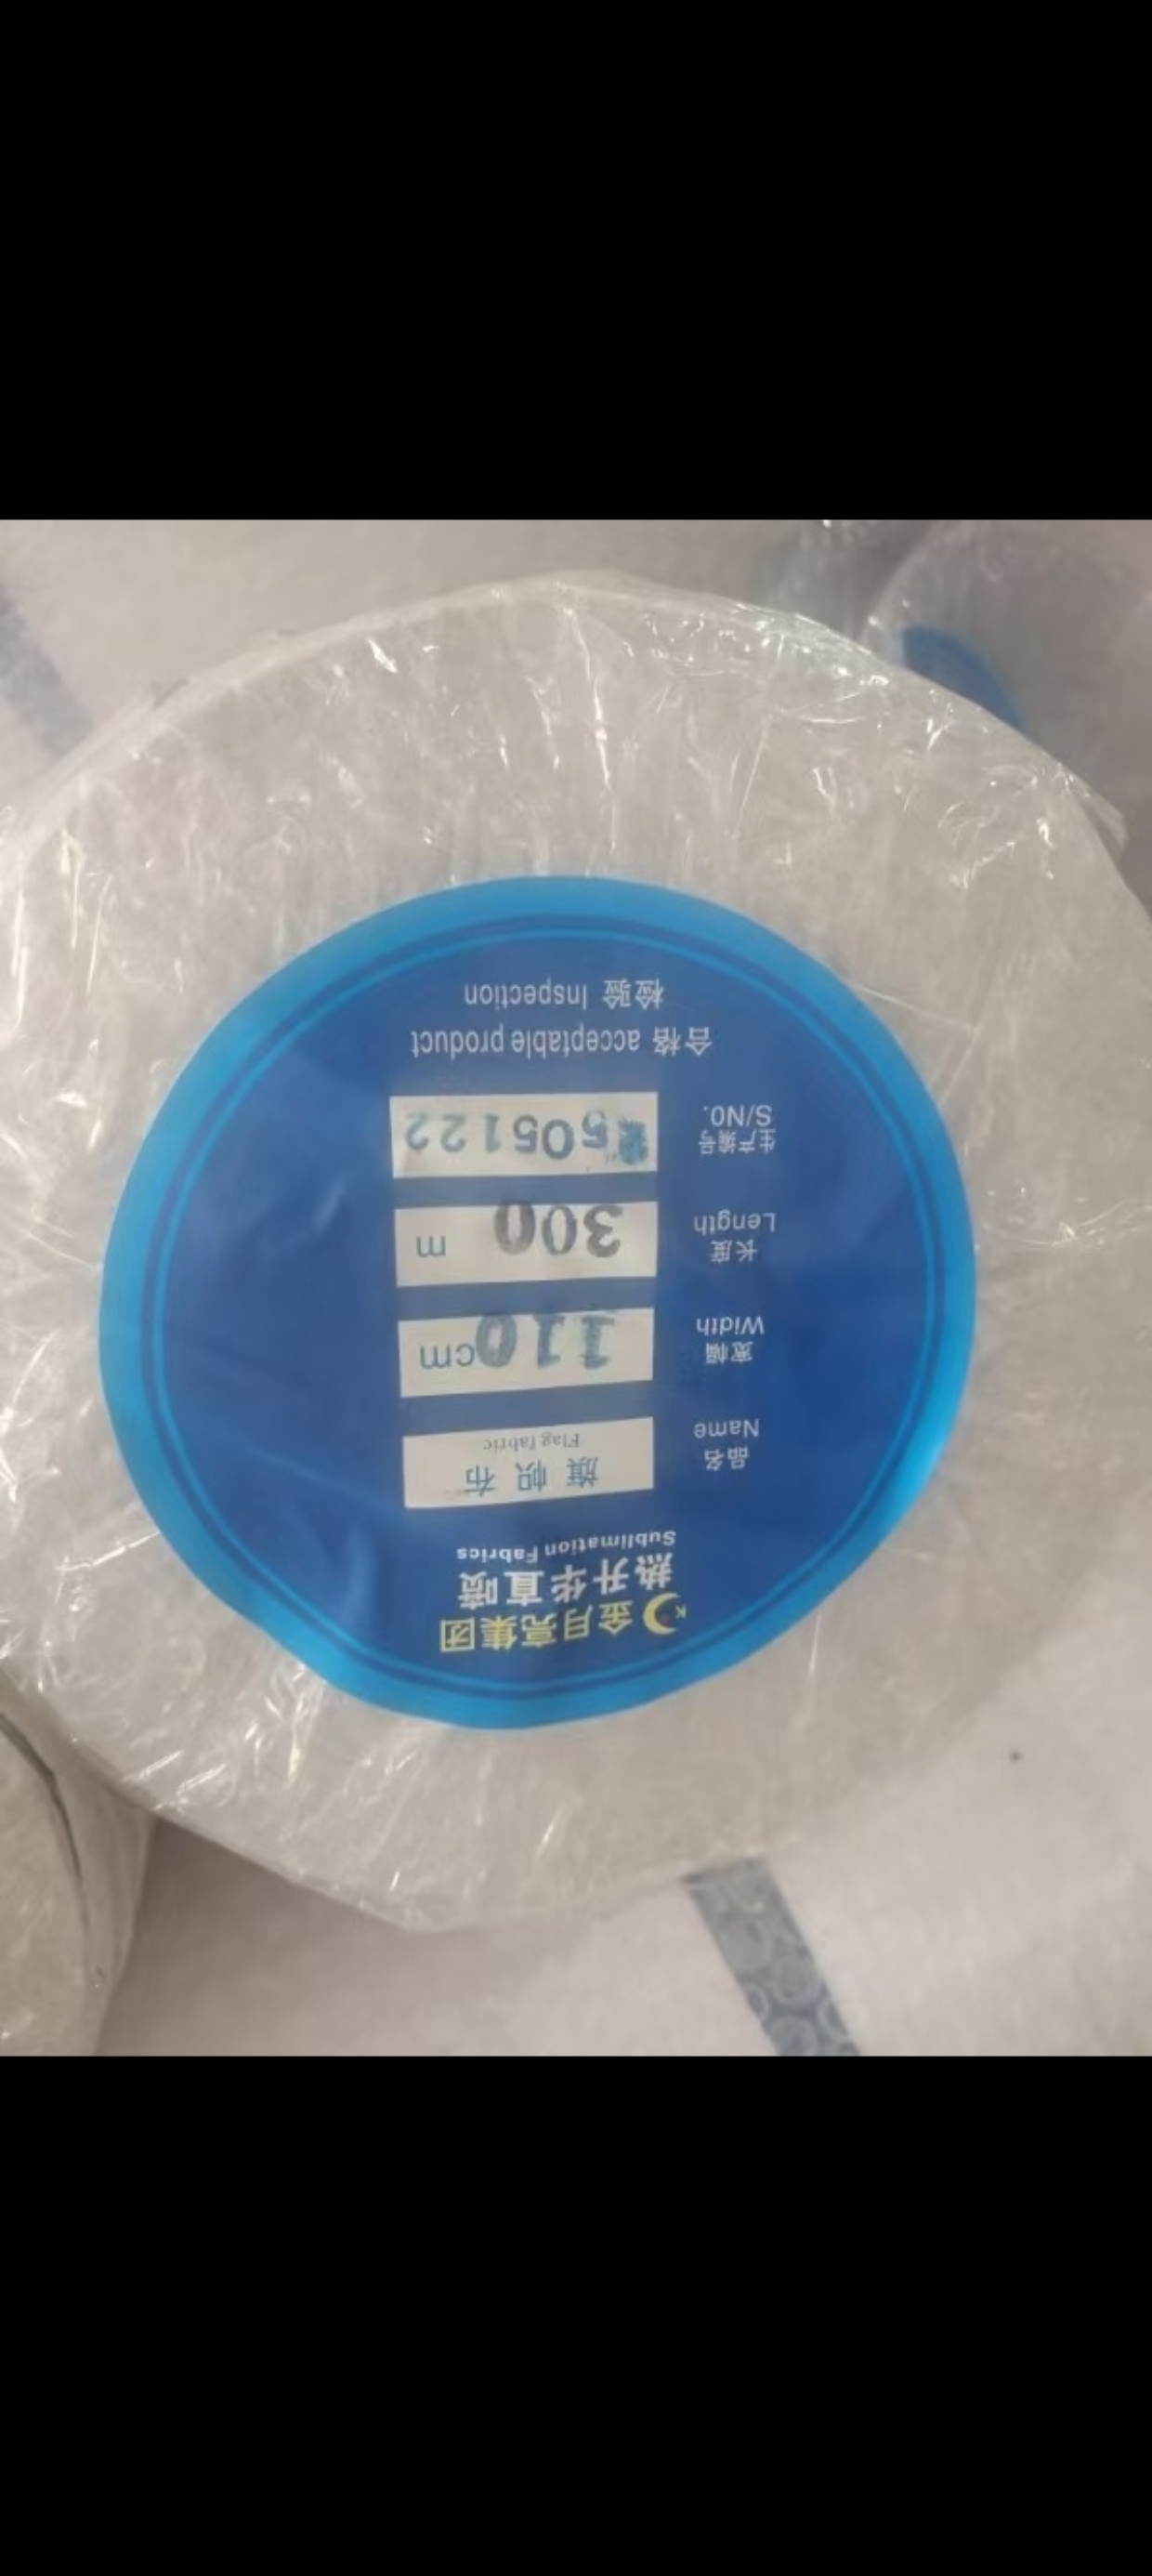 金月亮集团
热升华直喷
Sublimation Fabrics
品名 旗帜布
Name Flag fabric
宽幅
Width 110cm
长度
Length 300 m
生产编号
S/N0. 505122
合格 acceptable product
检验 Inspection